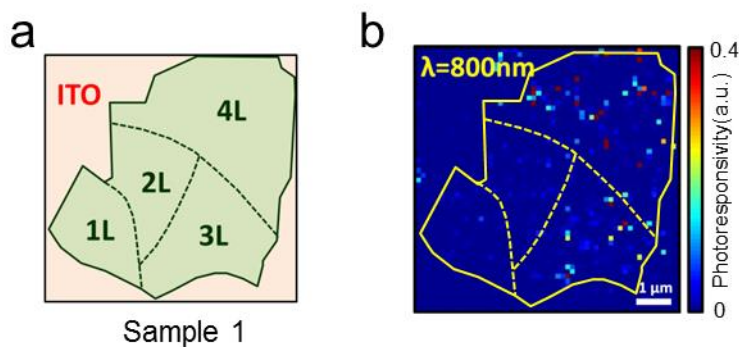 a
ITO
4L
2L
1L
3L
Sample 1
b
λ=800nm
1 μm
0.4
Photoresponsivity(a.u.)
0